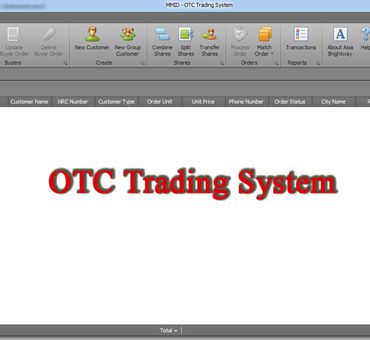 MMID - OTC Trading System
Update Buyer Order
Delete Buyer Order
New Customer
New Group Customer
Combine Shares
Split Shares
Transfer Shares
Process Order
Match Order
Transactions
About Asia Brightway
Help
Buyers
Create
Shares
Orders
Reports
Customer Name NRC Number Customer Type Order Unit Unit Price Phone Number Order Status City Name R
OTC Trading System
Total =